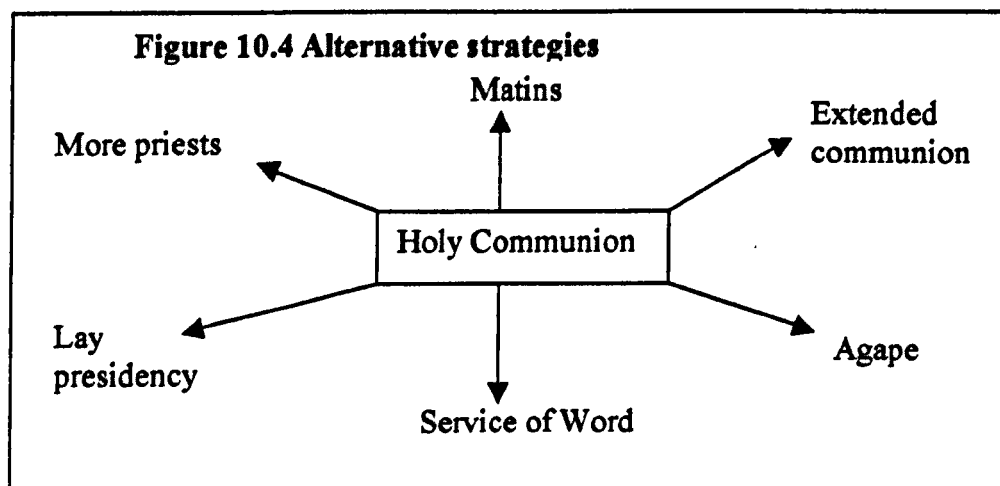 Figure 10.4 Alternative strategies
Matins
More priests
Extended
communion
Holy Communion
Lay
presidency
Agape
Service of Word